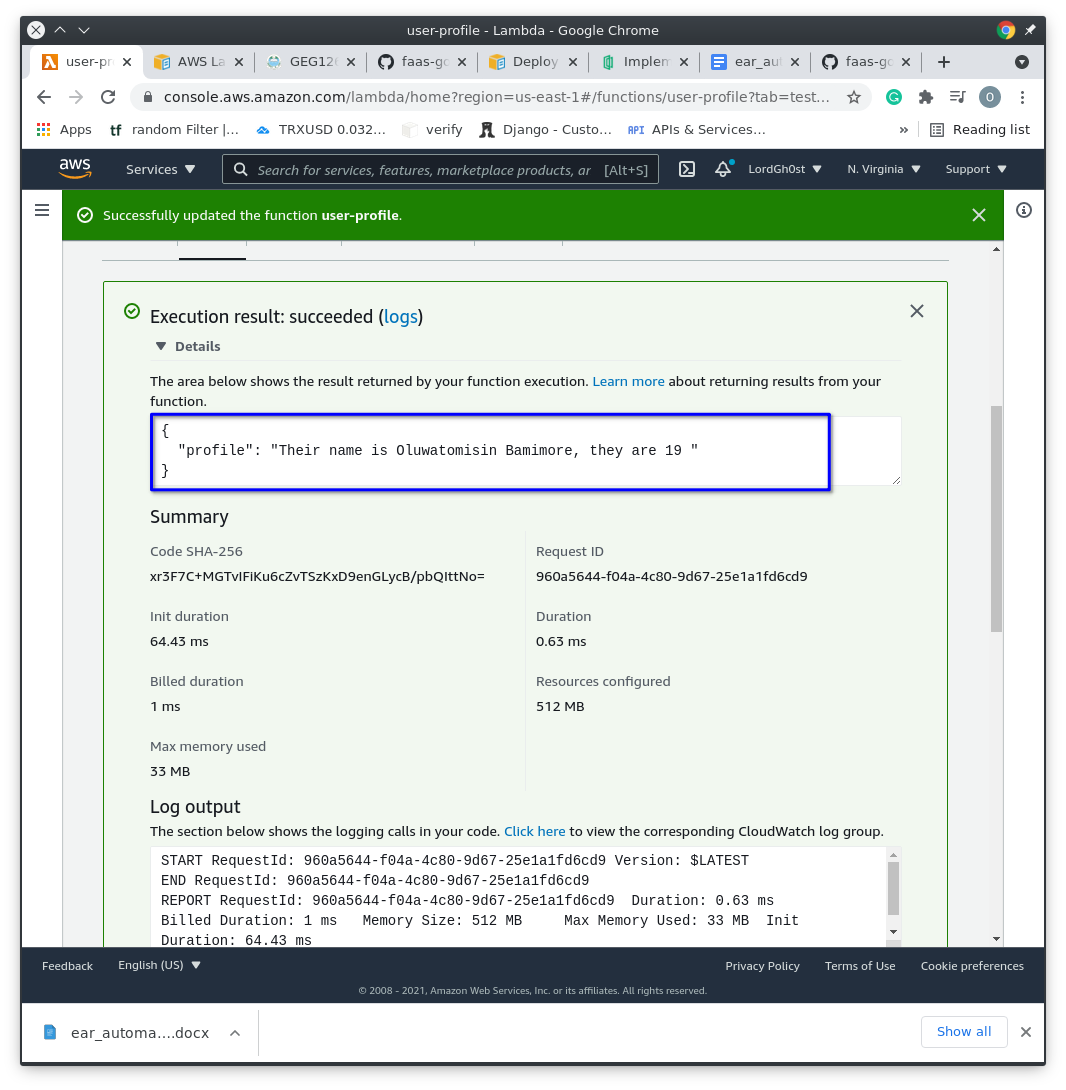 user-profile - Lambda - Google Chrome
user-pr
AWS La
GEG12
faas-go
Deploy
Implem
ear_aut
faas-go
console.aws.amazon.com/lambda/home?region=us-east-1#/functions/user-profile?tab=test...
O
Apps
tf random Filter |...
TRXUSD 0.032...
verify
Django - Custo...
API APIs & Services...
»
Reading list
aws
Services
Search for services, features, marketplace products, ar [Alt+S]
LordGh0st
N. Virginia
Support
Successfully updated the function user-profile.
Execution result: succeeded (logs)
Details
The area below shows the result returned by your function execution. Learn more about returning results from your
function.
{
"profile": "Their name is Oluwatomisin Bamimore, they are 19 "
}
Summary
Code SHA-256
xr3F7C+MGTvIFiKu6cZvTSzKxD9enGLycB/pbQIttNo=
Request ID
960a5644-f04a-4c80-9d67-25e1a1fd6cd9
Init duration
64.43 ms
Duration
0.63 ms
Billed duration
1 ms
Resources configured
512 MB
Max memory used
33 MB
Log output
The section below shows the logging calls in your code. Click here to view the corresponding CloudWatch log group.
START RequestId: 960a5644-f04a-4c80-9d67-25e1a1fd6cd9 Version: $LATEST
END RequestId: 960a5644-f04a-4c80-9d67-25e1a1fd6cd9
REPORT RequestId: 960a5644-f04a-4c80-9d67-25e1a1fd6cd9 Duration: 0.63 ms
Billed Duration: 1 ms Memory Size: 512 MB Max Memory Used: 33 MB Init
Duration: 64.43 ms
Feedback
English (US)
Privacy Policy
Terms of Use
Cookie preferences
© 2008 - 2021, Amazon Web Services, Inc. or its affiliates. All rights reserved.
ear_automa....docx
Show all